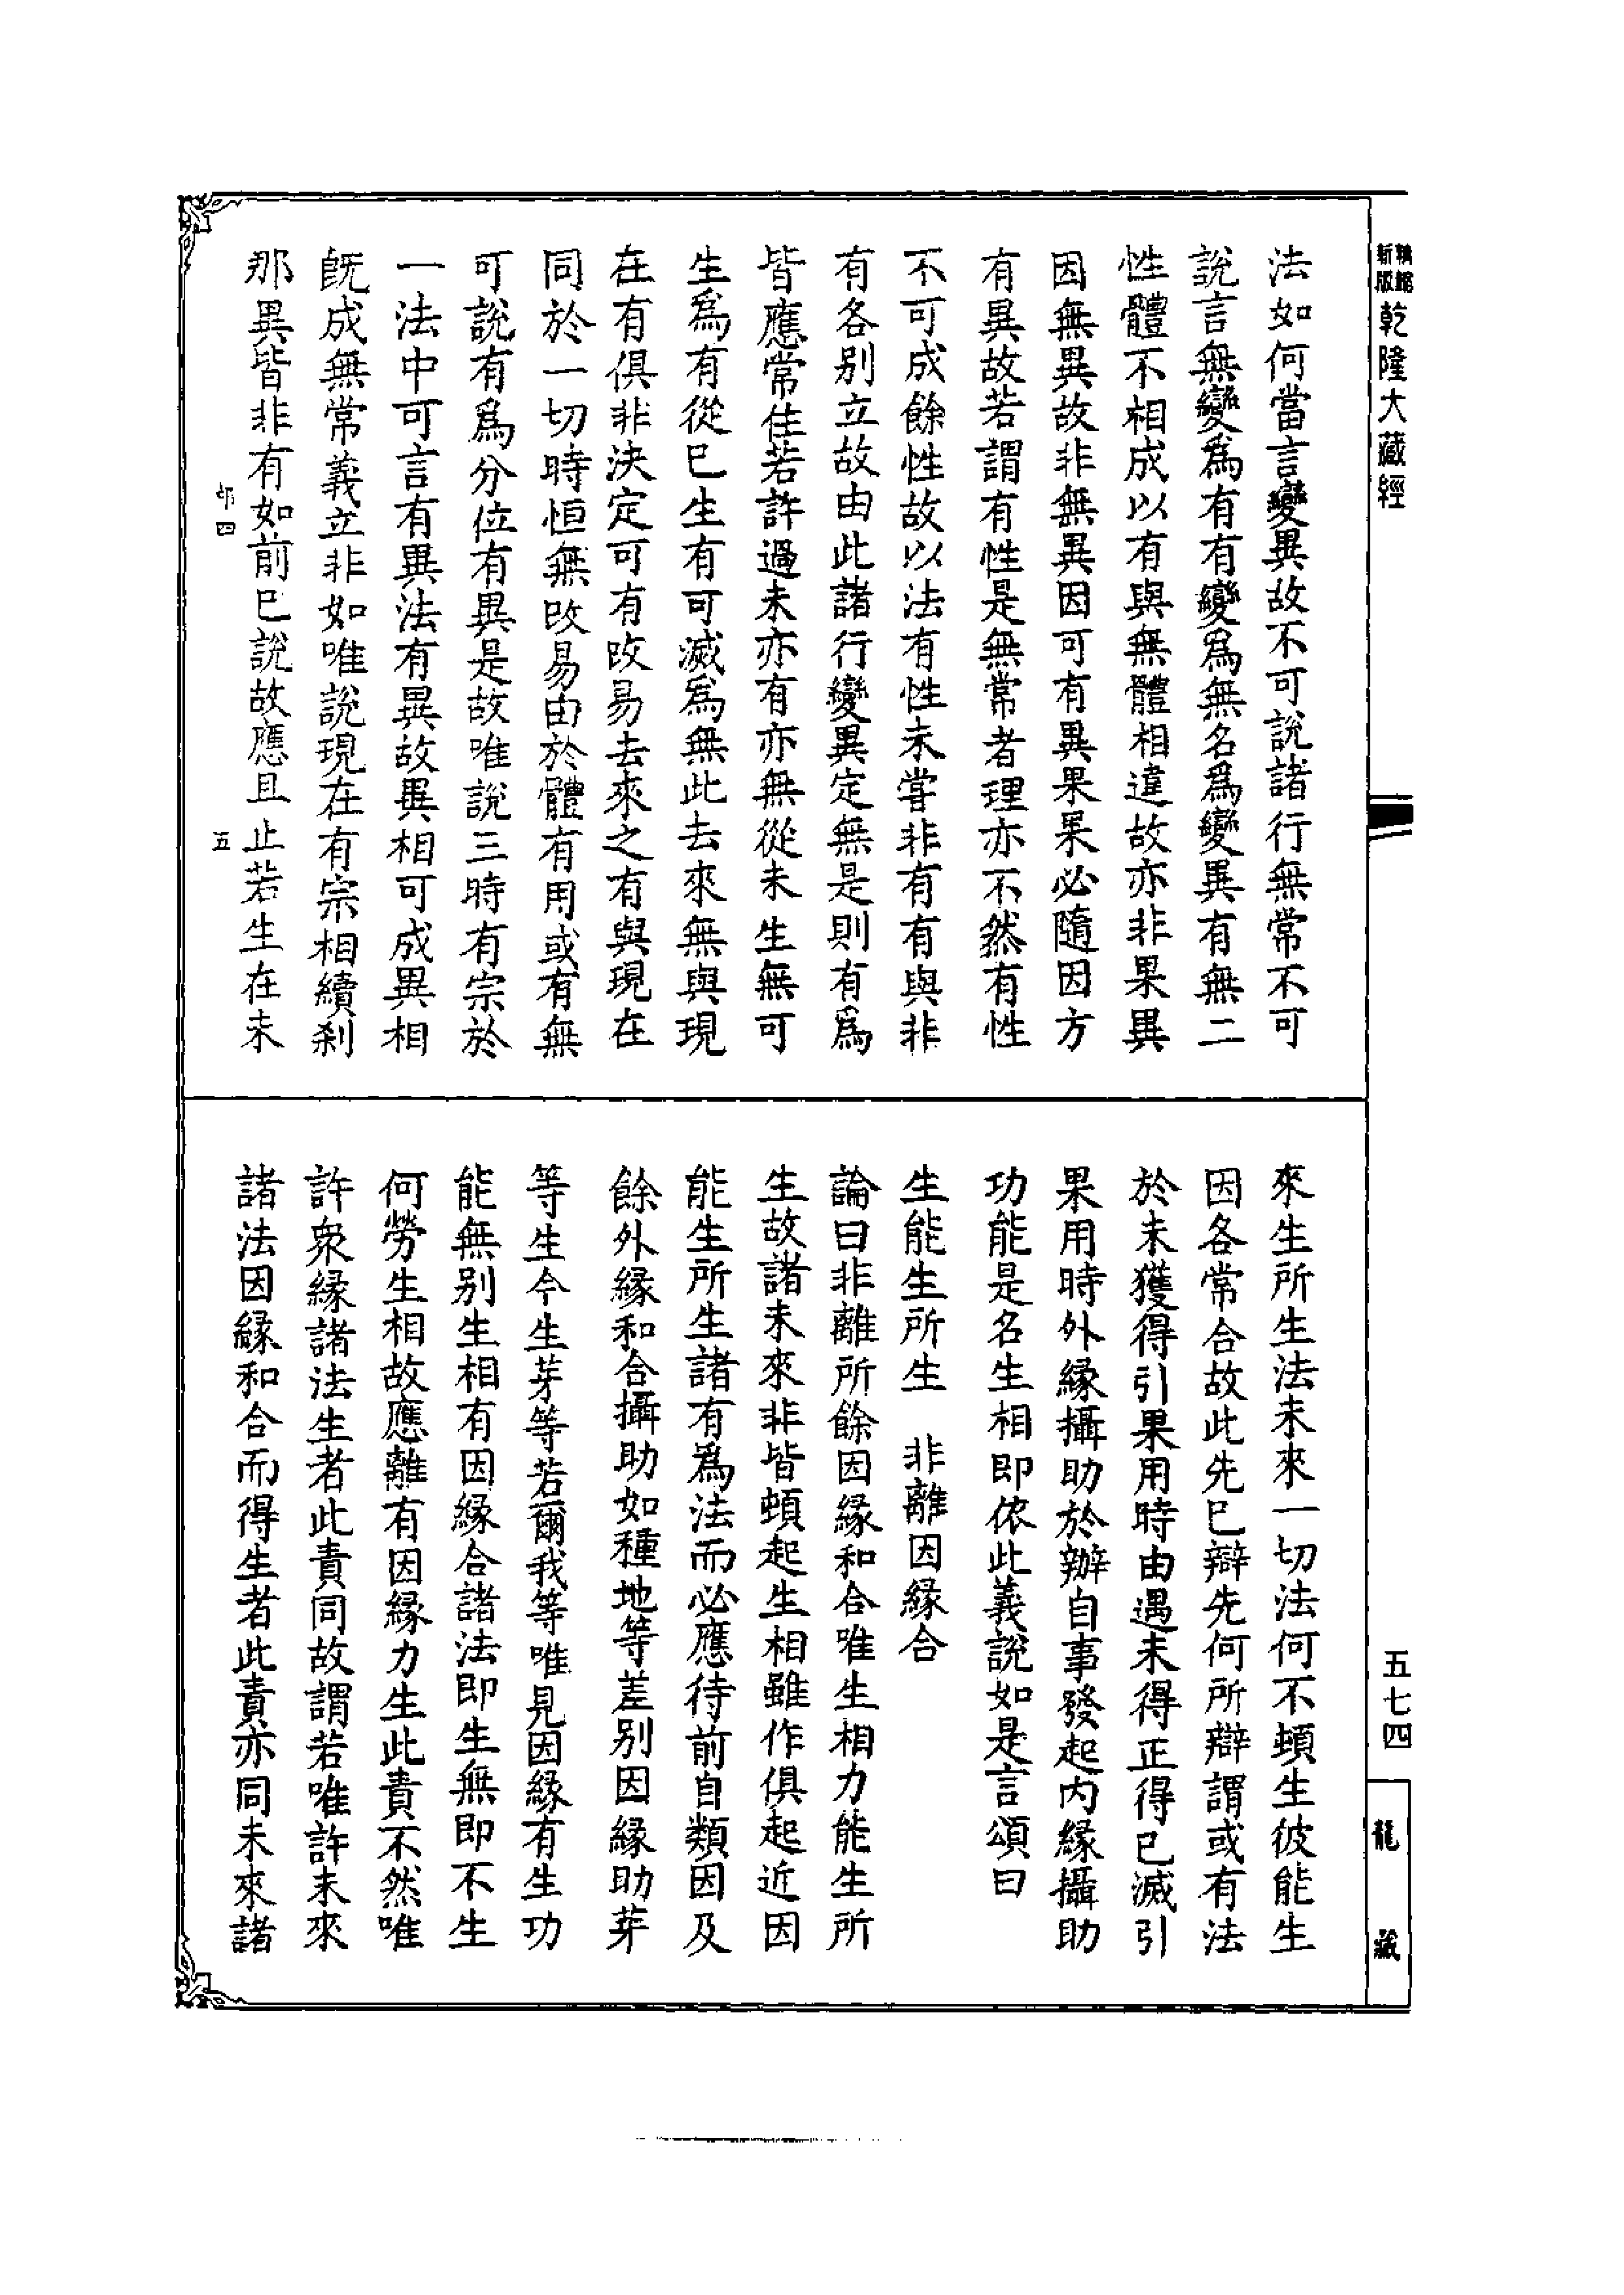 新版
乾隆大藏經
法如何當言變異故不可說諸行無常不可
說言無變爲有有變爲無名爲變異有無二
性體不相成以有與無體相違故亦非果異
因無異故非無異因可有異果果必隨因方
有異故若謂有性是無常者理亦不然有性
不可成餘性故以法有性未甞非有有與非
有各别立故由此諸行變異定無是則有爲
皆應常住若許過未亦有亦無從未生無可
生爲有從已生有可滅爲無此去來無與現
在有俱非決定可有改易去來之有與現在
同於一切時恒無改易由於體有用或有無
可說有爲分位有異是故唯說三時有宗於
一法中可言有異法有異故異相可成異相
旣成無常義立非如唯說現在有宗相續刹
那異皆非有如前已說故應且止若生在未
四
五
來生所生法未來一切法何不頓生彼能生
因各常合故此先已辯先何所辯謂或有法
於未獲得引果用時由遇未得正得已滅引
果用時外緣攝助於辦自事發起内緣攝助
功能是名生相即依此義說如是言頌曰
生能生所生　非離因緣合
論曰非離所餘因緣和合唯生相力能生所
生故諸未來非皆頓起生相雖作俱起近因
能生所生諸有爲法而必應待前自類因及
餘外緣和合攝助如種地等差别因緣助芽
等生令生芽等若爾我等唯見因緣有生功
能無别生相有因緣合諸法即生無即不生
何勞生相故應離有因緣力生此責不然唯
許衆緣諸法生者此責同故謂若唯許未來
諸法因緣和合而得生者此責亦同未來諸
五七四
龍藏